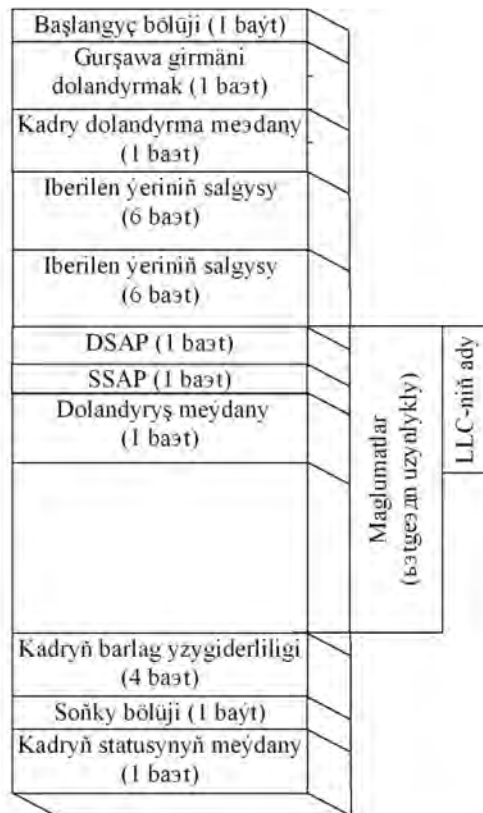 Başlangyç bölüji (1 baýt)
Gurşawa girmäni
dolandyrmak (1 baэt)
Kadry dolandyrma meэdany
(1 baэt)
Iberilen ýeriniň salgysy
(6 baэt)
Iberilen ýeriniň salgysy
(6 baэt)
DSAP (1 baэt)
SSAP (1 baэt)
Dolandyryş meýdany
(1 baэt)
Maglumatlar
(ьэtgeэдn uzynlykly)
LLC-niň ady
Kadryň barlag yzygiderliligi
(4 baэt)
Soňky bölüji (1 baýt)
Kadryň statusynyň meýdany
(1 baэt)